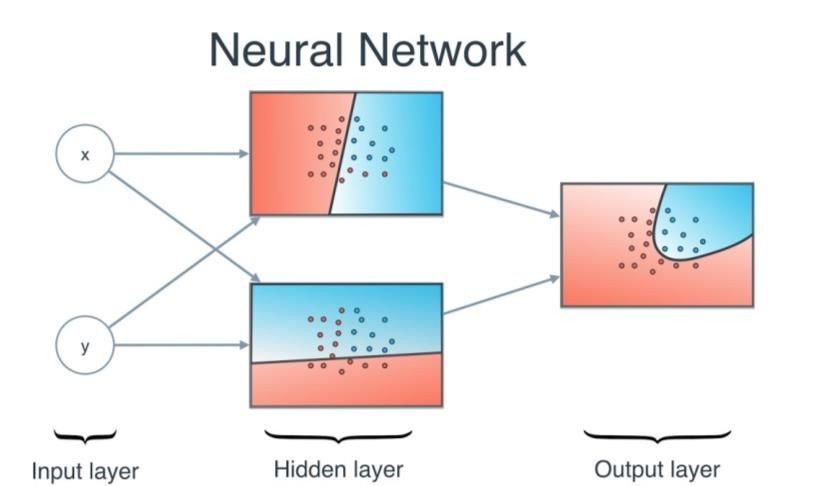 Neural Network
x
y
Input layer
Hidden layer
Output layer